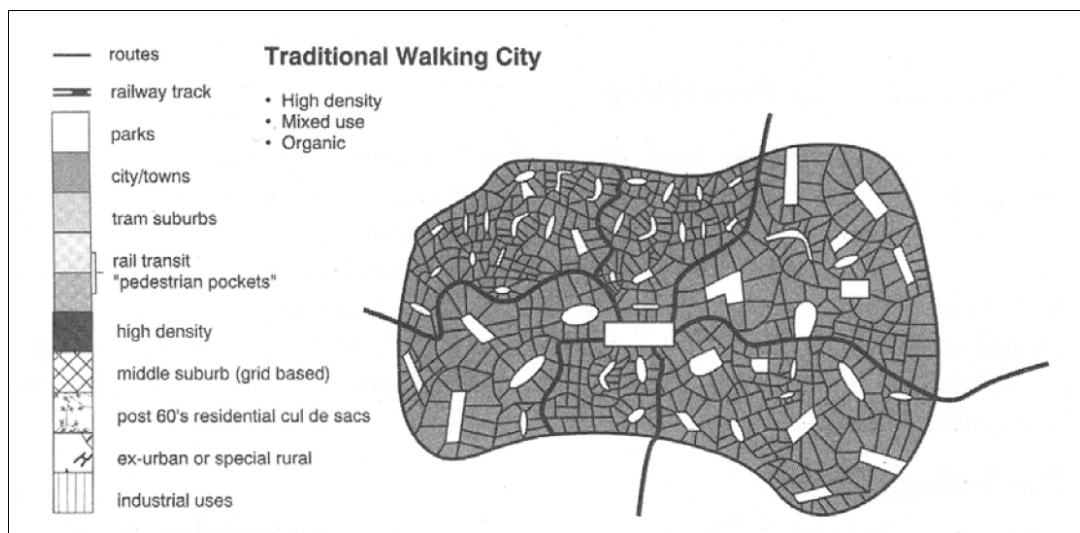 routes
railway track
parks
city/towns
tram suburbs
rail transit
"pedestrian pockets"
high density
middle suburb (grid based)
post 60's residential cul de sacs
ex-urban or special rural
industrial uses
Traditional Walking City
• High density
• Mixed use
• Organic